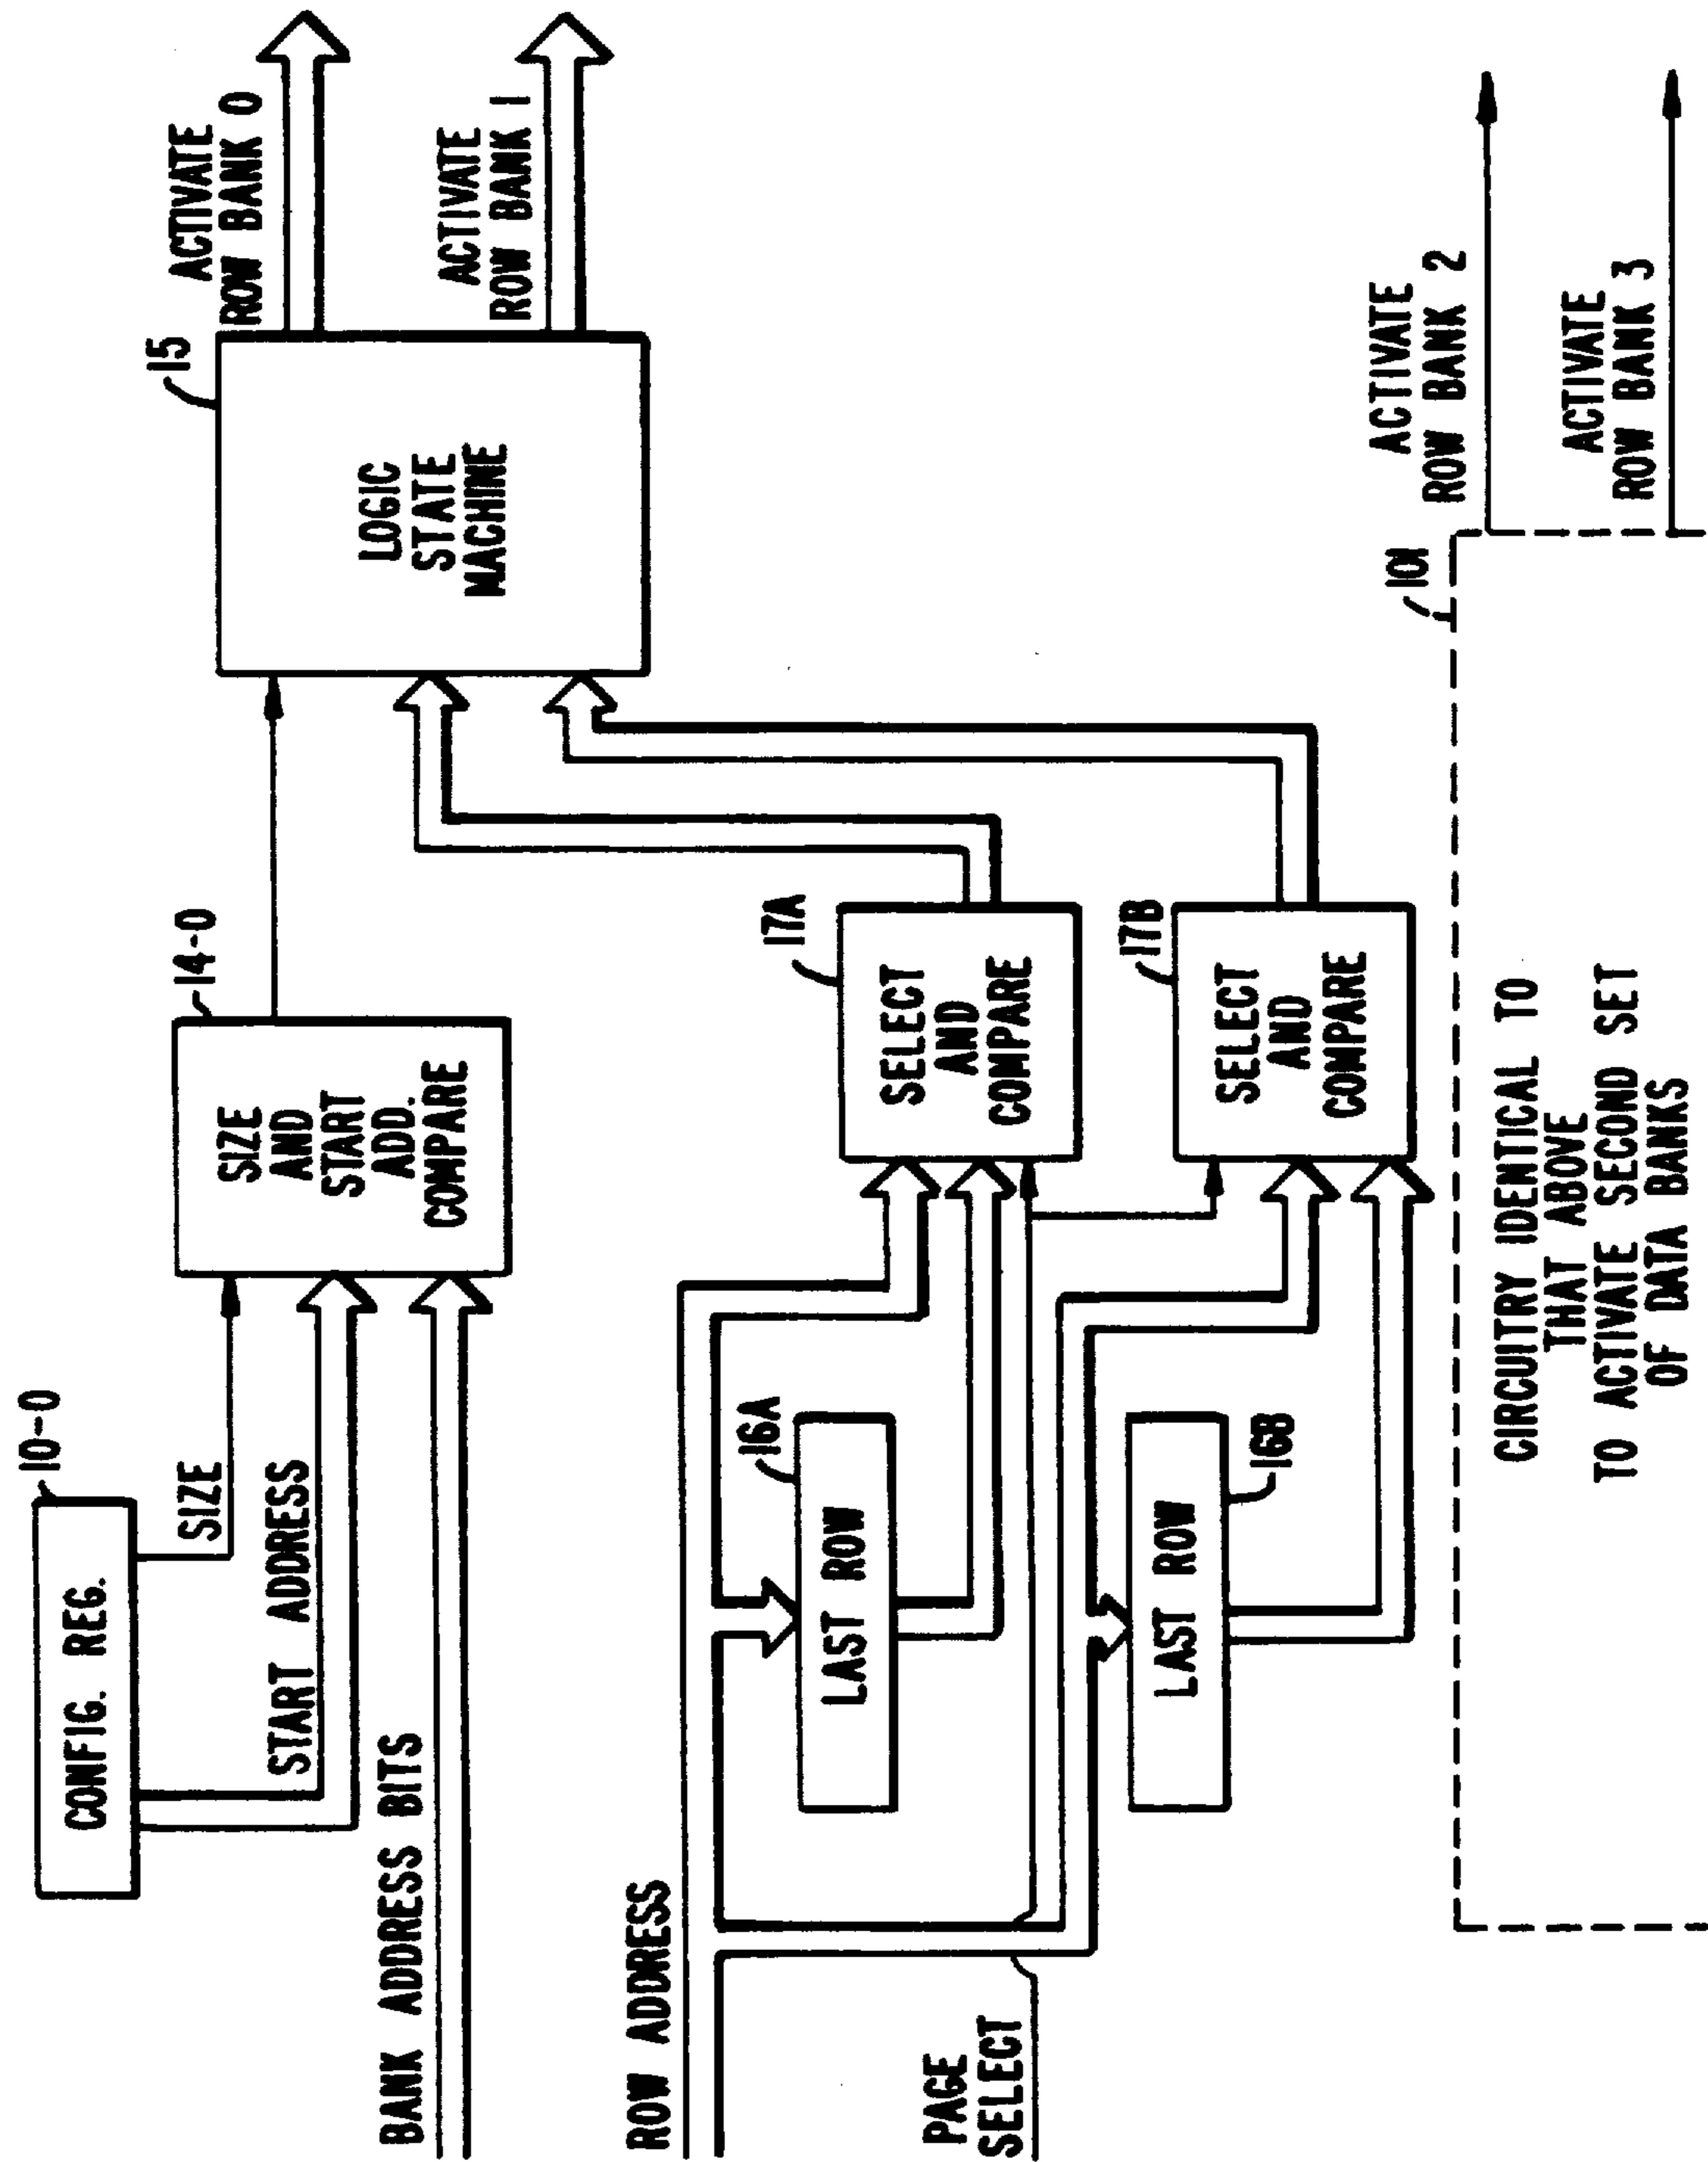 10-0
CONFIG. REG.
SIZE
START ADDRESS
BANK ADDRESS BITS
14-0
SIZE
AND
START
ADD.
COMPARE
15
LOGIC
STATE
MACHINE
ACTIVATE
ROW BANK 0
ACTIVATE
ROW BANK 1
ROW ADDRESS
PAGE
SELECT
16A
LAST ROW
17A
SELECT
AND
COMPARE
16B
LAST ROW
17B
SELECT
AND
COMPARE
101
CIRCUITRY IDENTICAL TO
THAT ABOVE
TO ACTIVATE SECOND SET
OF DATA BANKS
ACTIVATE
ROW BANK 2
ACTIVATE
ROW BANK 3